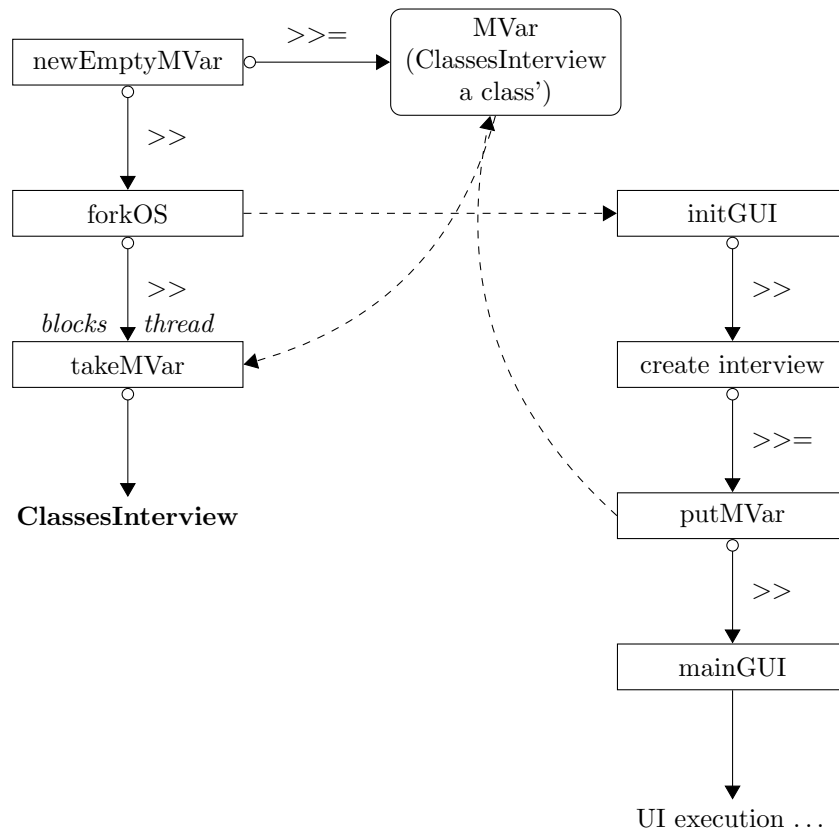 newEmptyMVar
>>=
MVar
(ClassesInterview
a class')
>>
forkOS
initGUI
>>
>>
blocks thread
takeMVar
create interview
>>=
ClassesInterview
putMVar
>>
mainGUI
UI execution …